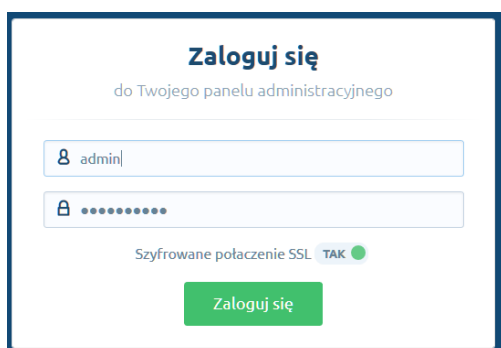 Zaloguj się
do Twojego panelu administracyjnego
admin
●●●●●●●●●●
Szyfrowane połaczenie SSL TAK
Zaloguj się